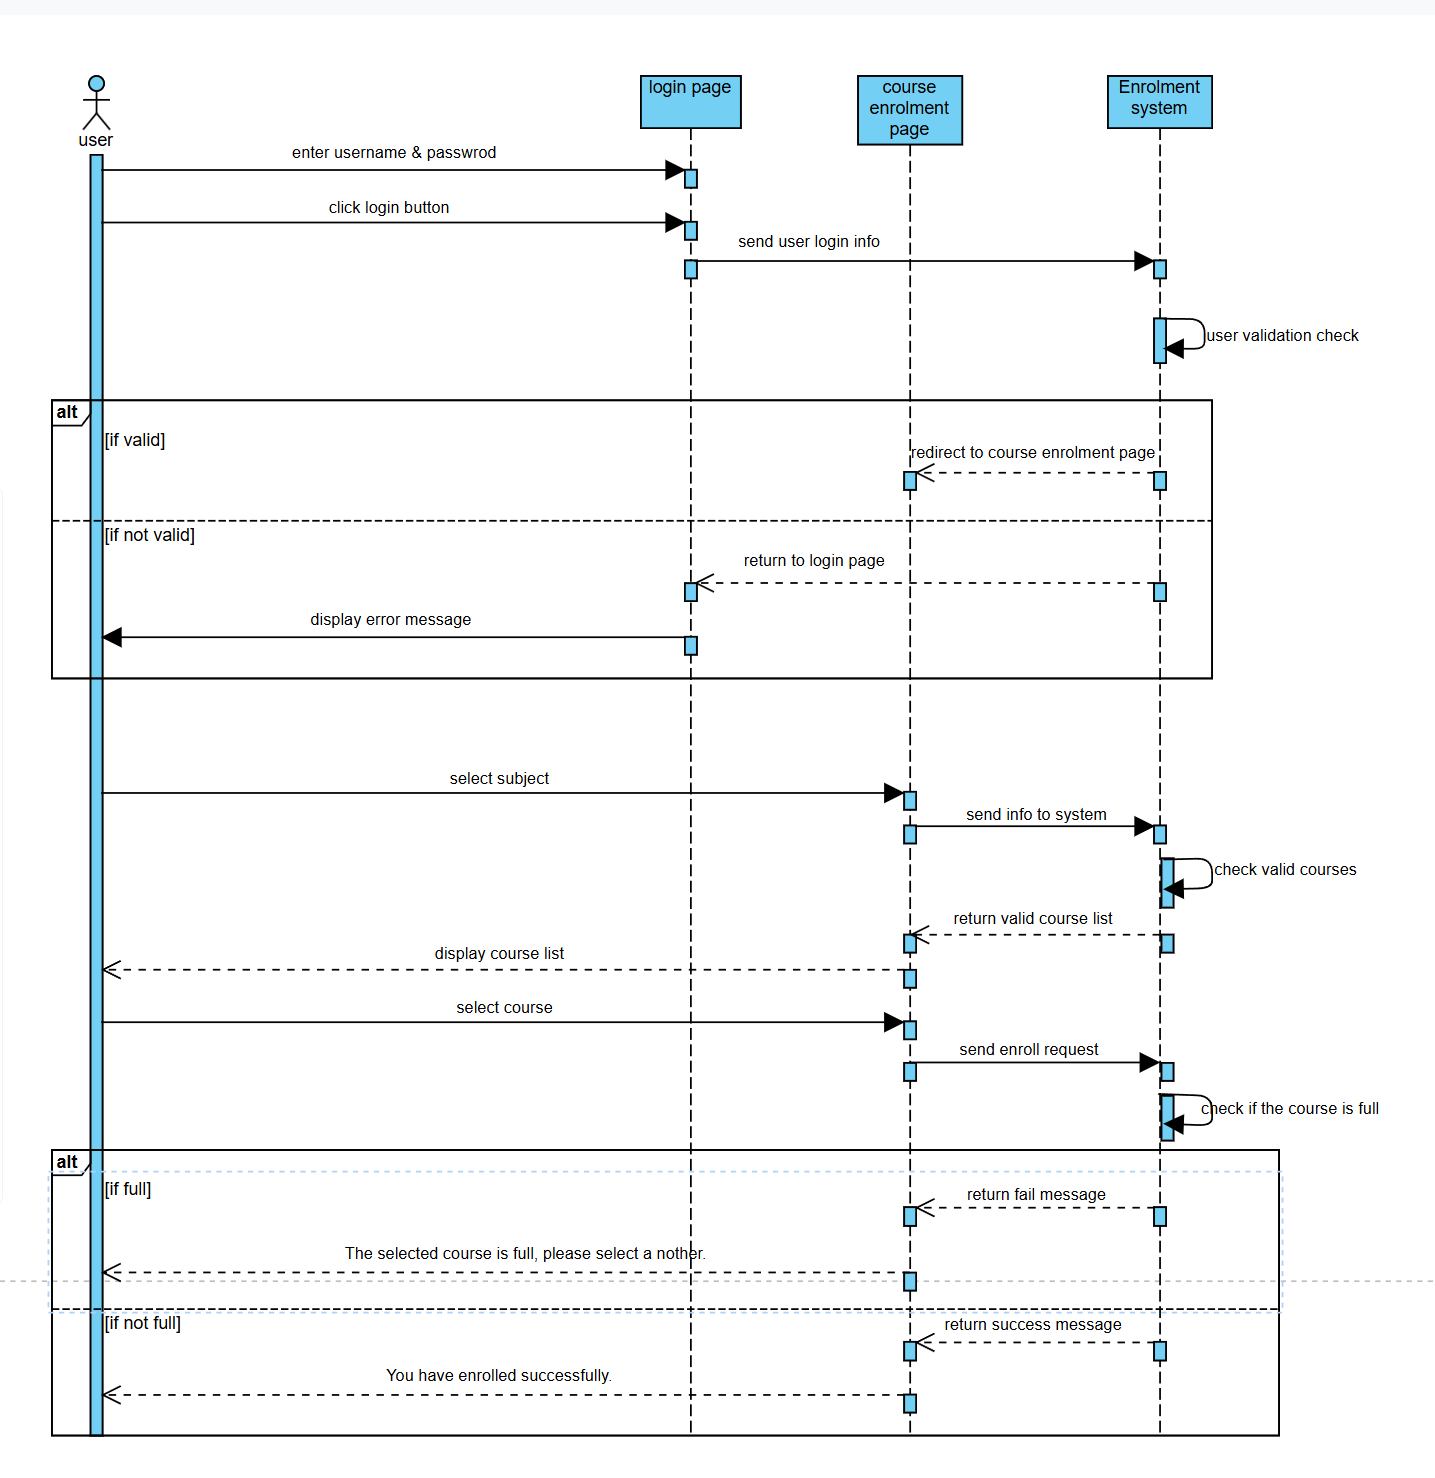 login page
course
enrolment
page
Enrolment
system
user
enter username & passwrod
click login button
send user login info
user validation check
alt
[if valid]
redirect to course enrolment page
[if not valid]
return to login page
display error message
select subject
send info to system
check valid courses
return valid course list
display course list
select course
send enroll request
check if the course is full
alt
[if full]
return fail message
The selected course is full, please select a nother.
[if not full]
return success message
You have enrolled successfully.